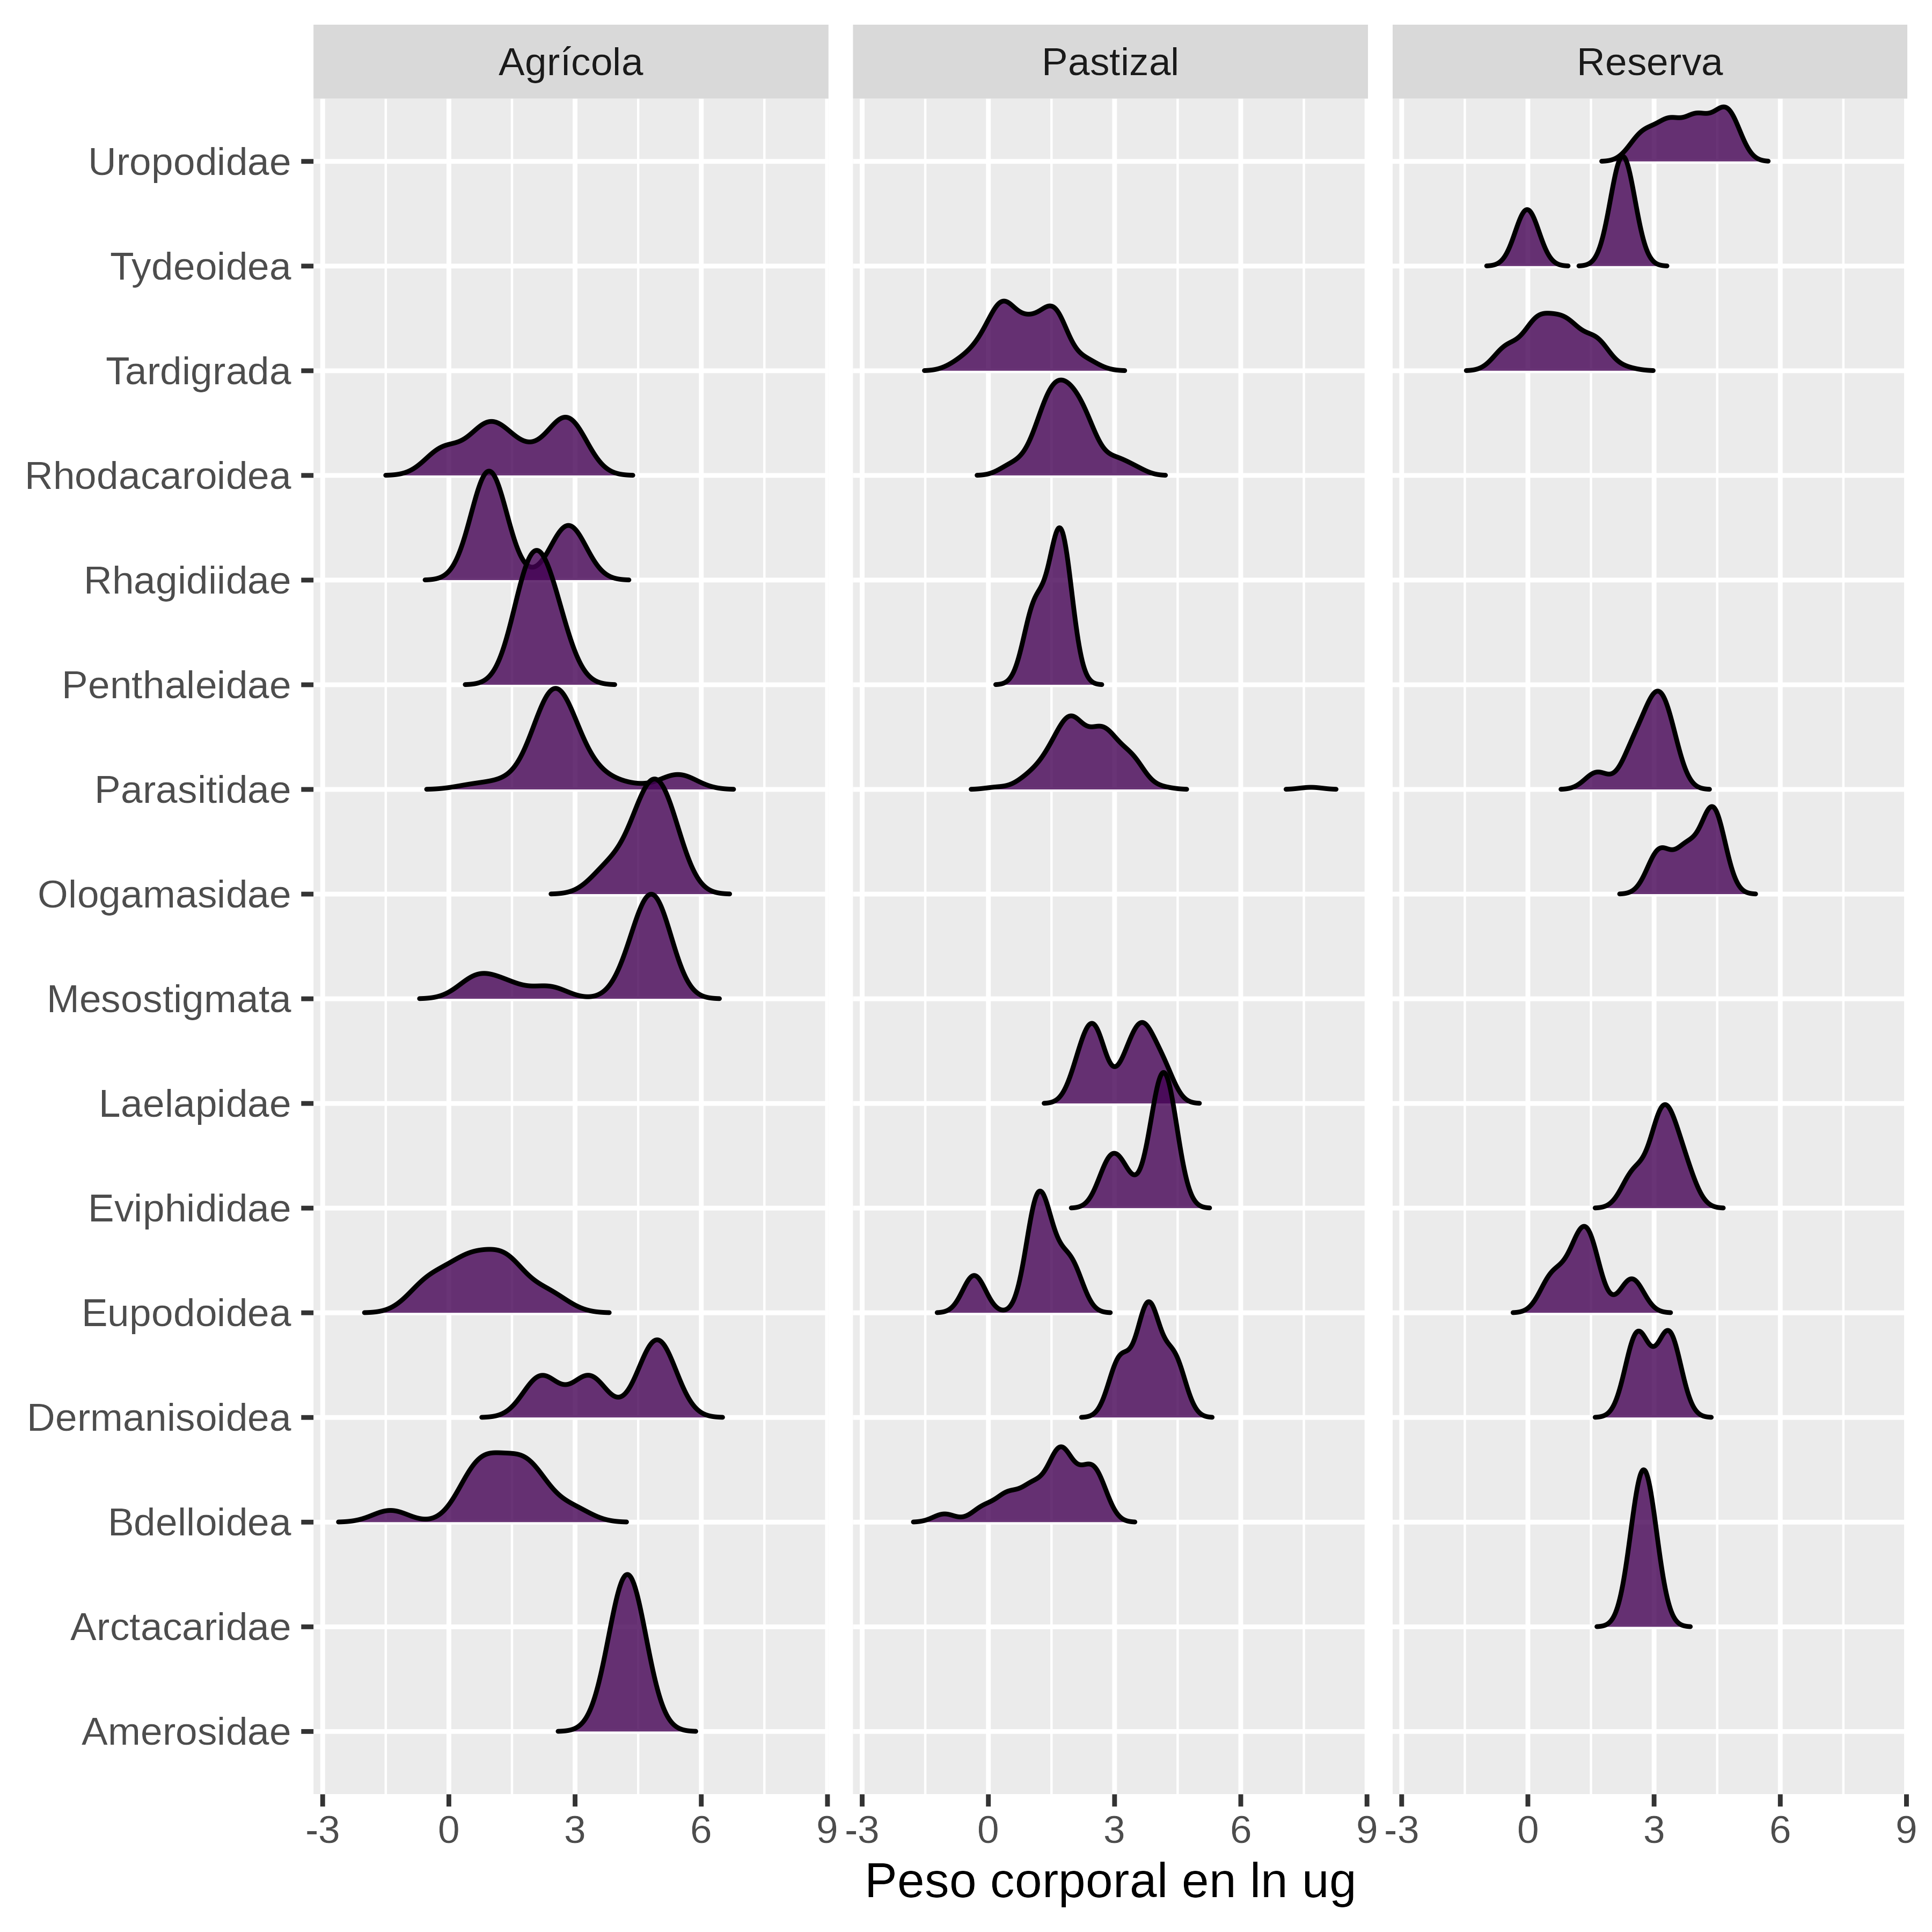 Agrícola Pastizal Reserva
Uropodidae
Tydeoidea
Tardigrada
Rhodacaroidea
Rhagidiidae
Penthaleidae
Parasitidae
Ologamasidae
Mesostigmata
Laelapidae
Eviphididae
Eupodoidea
Dermanisoidea
Bdelloidea
Arctacaridae
Amerosidae
-3 0 3 6 9 -3 0 3 6 9 -3 0 3 6 9
Peso corporal en ln ug